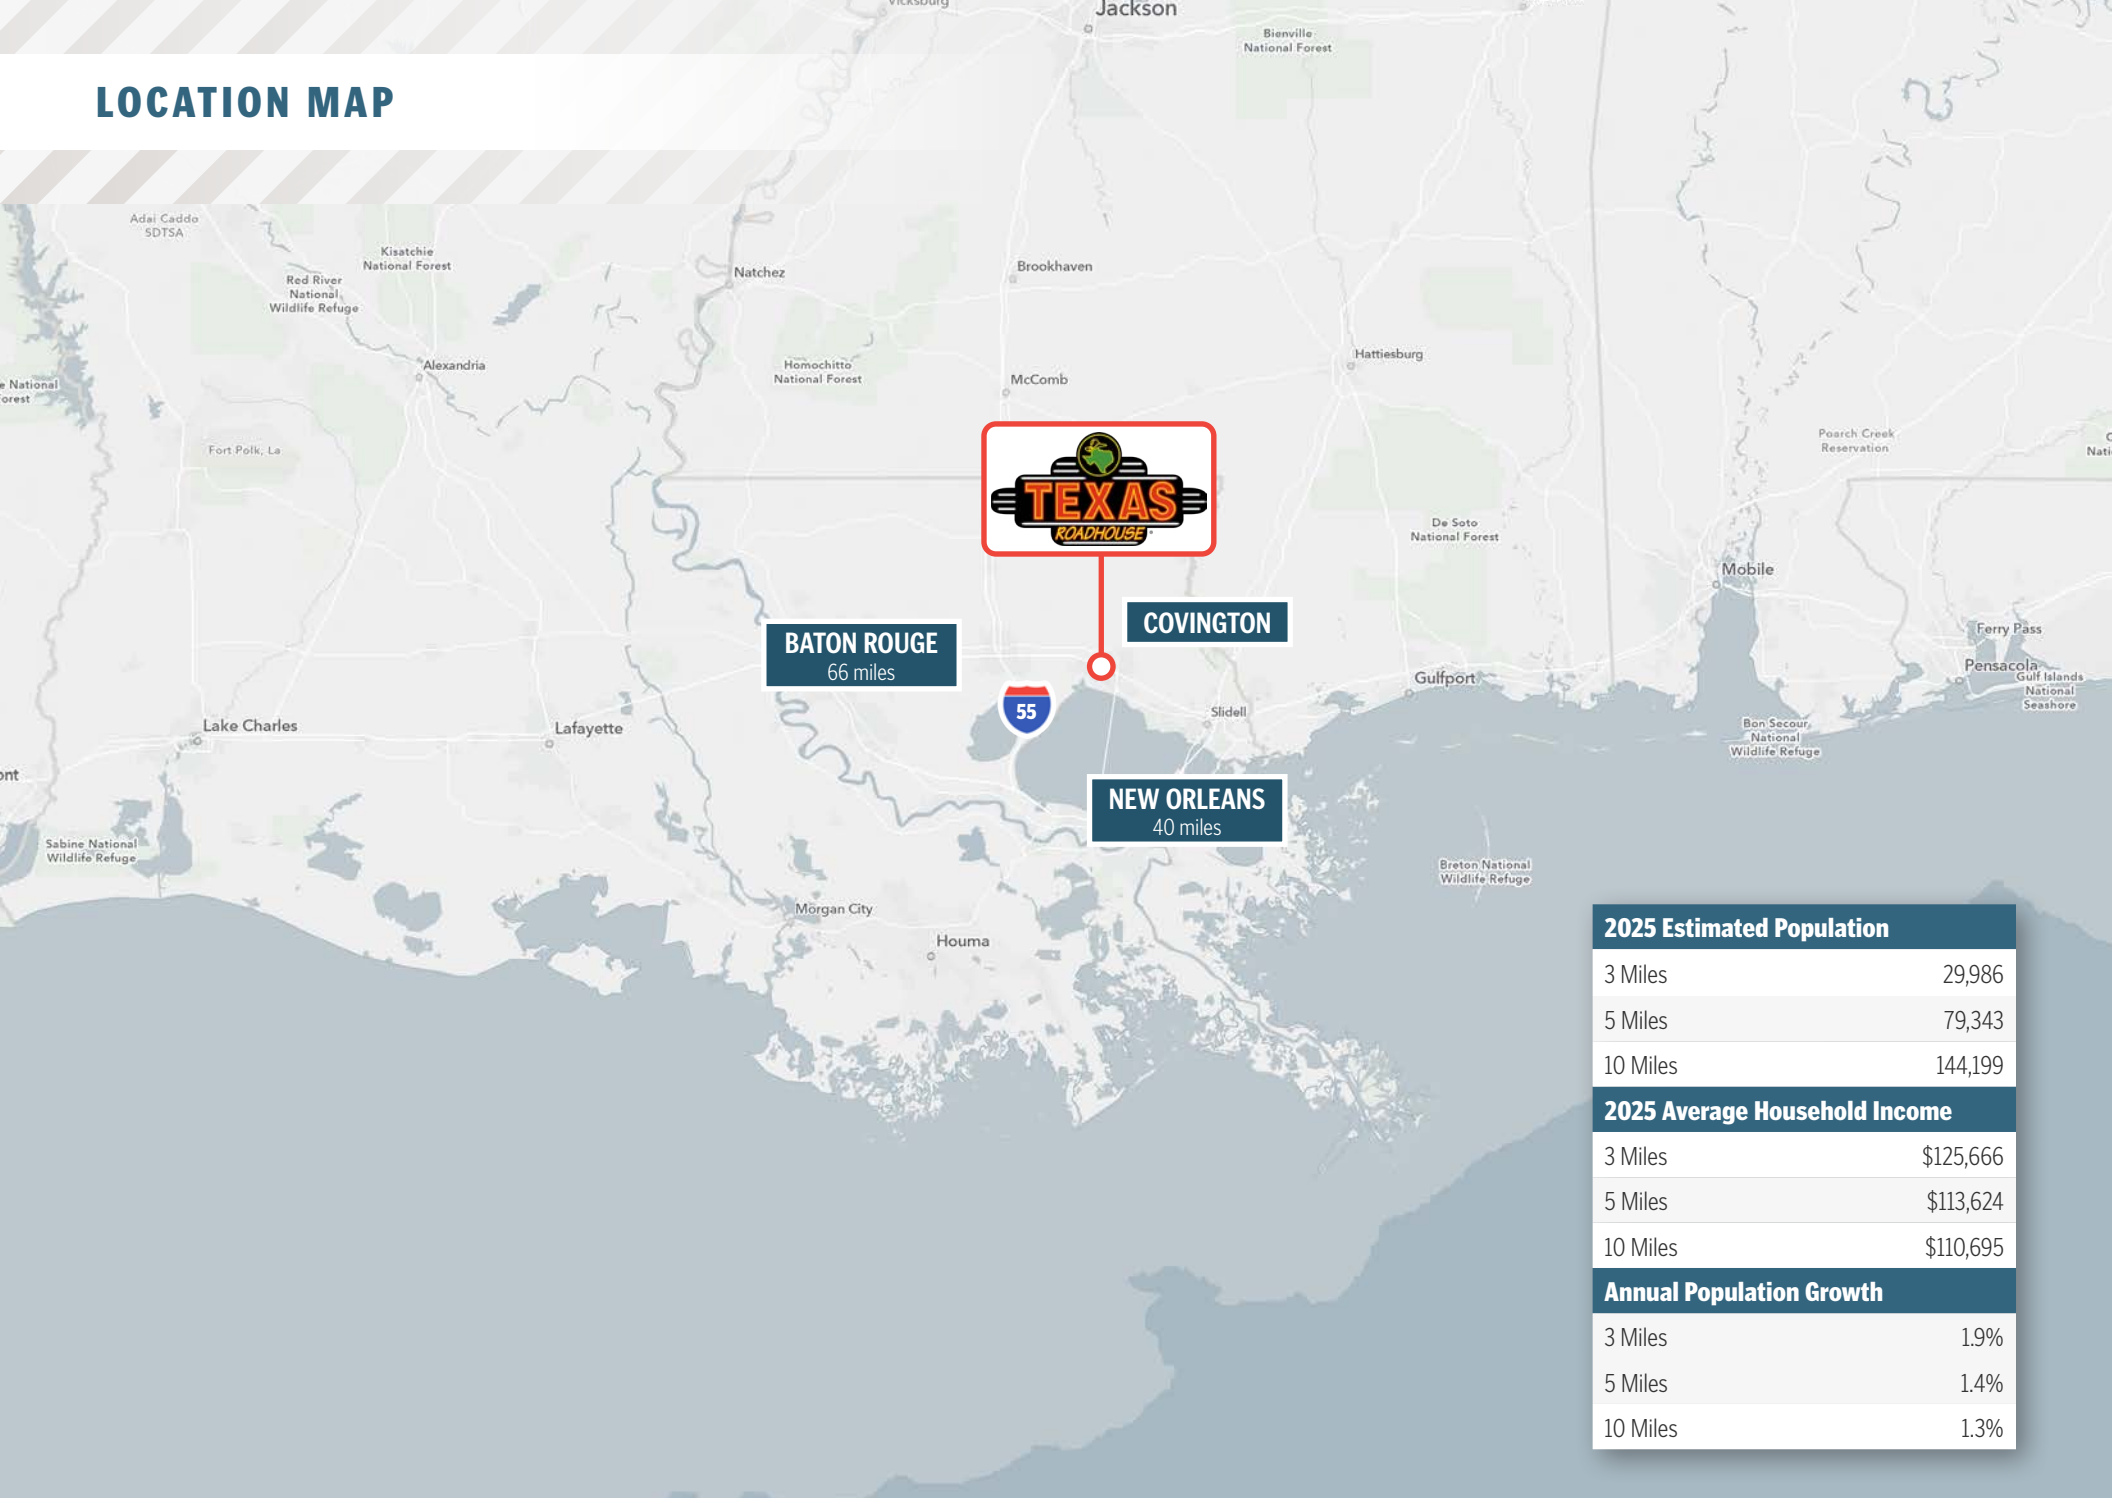 Vicksburg
Jackson
Bienville
National Forest
LOCATION MAP
Adai Caddo
SDTSA
Kisatchie
National Forest
Red River
National
Wildlife Refuge
Natchez
Brookhaven
Alexandria
Homochitto
National Forest
McComb
Hattiesburg
e National
orest
Fort Polk, La
Poarch Creek
Reservation
Nati
TEXAS
ROADHOUSE
De Soto
National Forest
Mobile
COVINGTON
BATON ROUGE
66 miles
Ferry Pass
Pensacola
Gulf Islands
National
Seashore
Gulfport
55
Slidell
Lake Charles
Lafayette
Bon Secour
National
Wildlife Refuge
ont
NEW ORLEANS
40 miles
Sabine National
Wildlife Refuge
Breton National
Wildlife Refuge
Morgan City
Houma
2025 Estimated Population
3 Miles 29,986
5 Miles 79,343
10 Miles 144,199
2025 Average Household Income
3 Miles $125,666
5 Miles $113,624
10 Miles $110,695
Annual Population Growth
3 Miles 1.9%
5 Miles 1.4%
10 Miles 1.3%